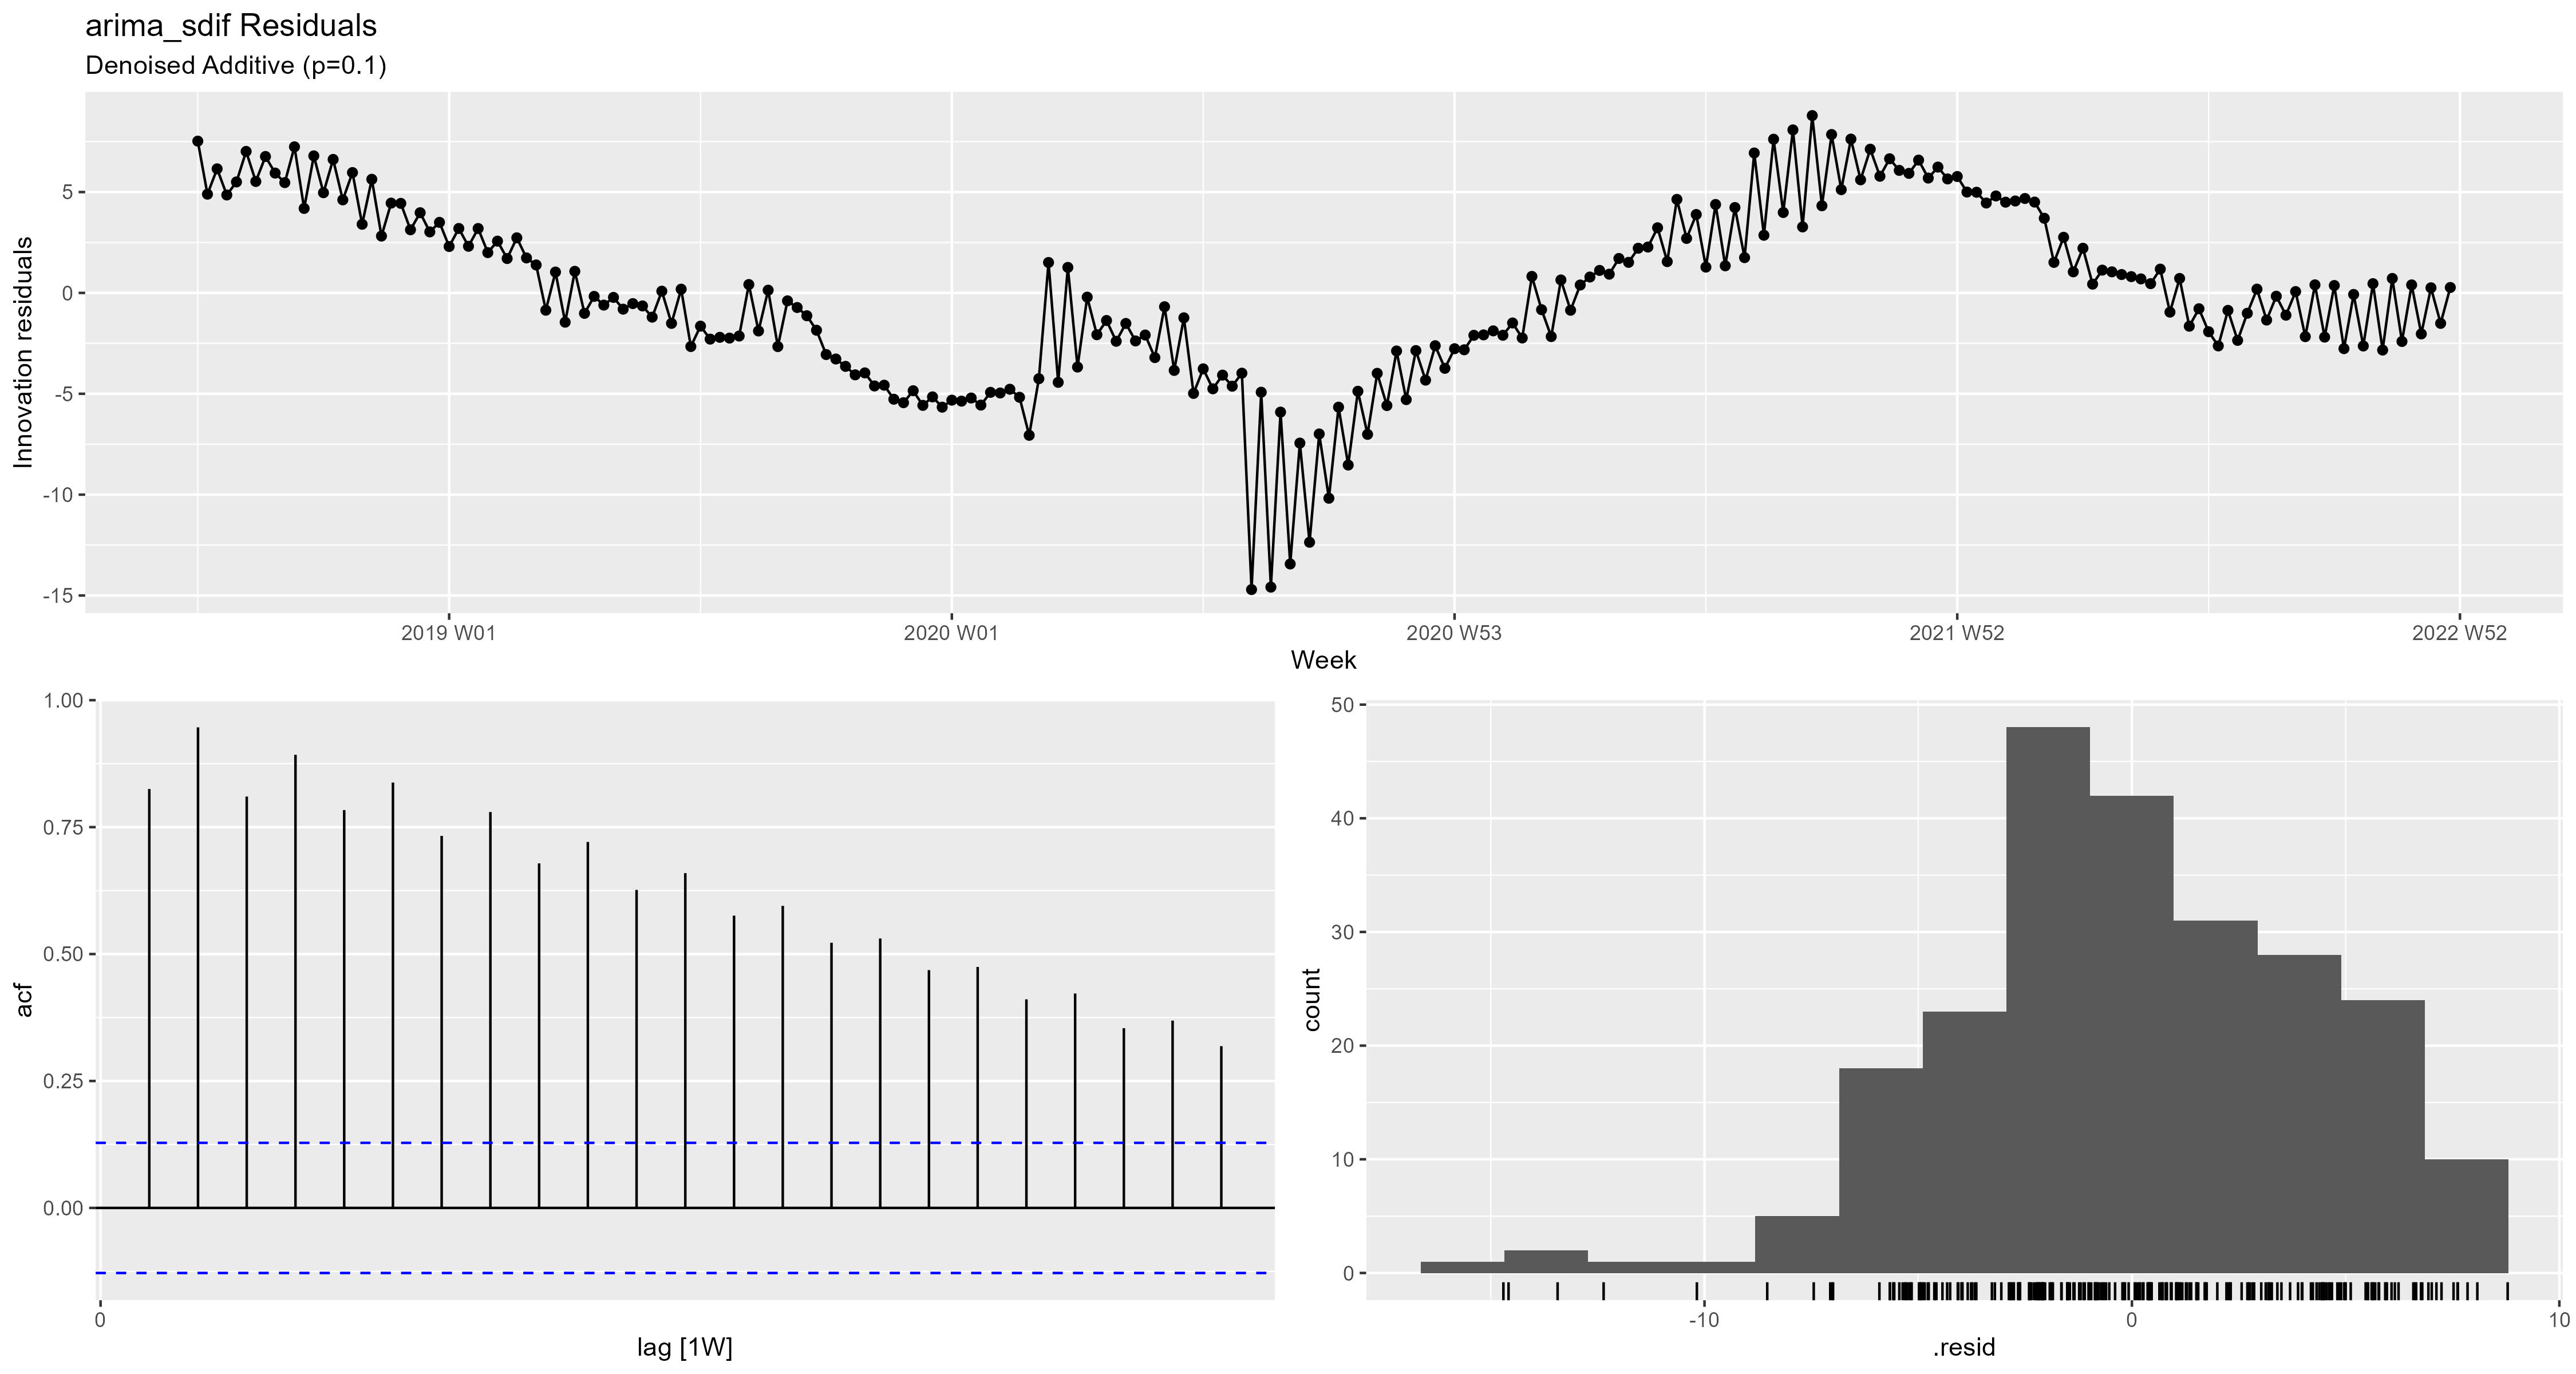 arima_sdif Residuals
Denoised Additive (p=0.1)
Innovation residuals
5
0
-5
-10
-15
2019 W01
2020 W01
2020 W53
2021 W52
2022 W52
Week
acf
1.00
0.75
0.50
0.25
0.00
0
lag [1W]
count
50
40
30
20
10
0
-10
0
10
.resid